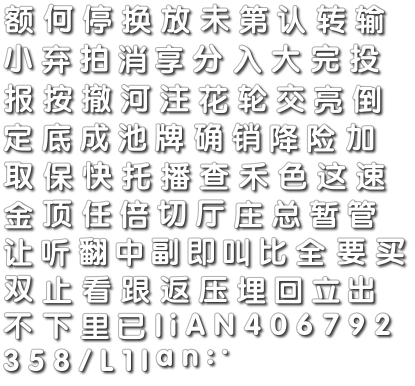 额何停换放未第认转输
小弃拍消享分入大完投
报按撤河注花轮交亮倒
定底成池牌确销降险加
取保快托播查禾色这速
金顶任倍切厅庄总暂管
让听翻中副即叫比全要买
双止看跟返压埋回立出
不下里已liAN406792
358/L1lan:·